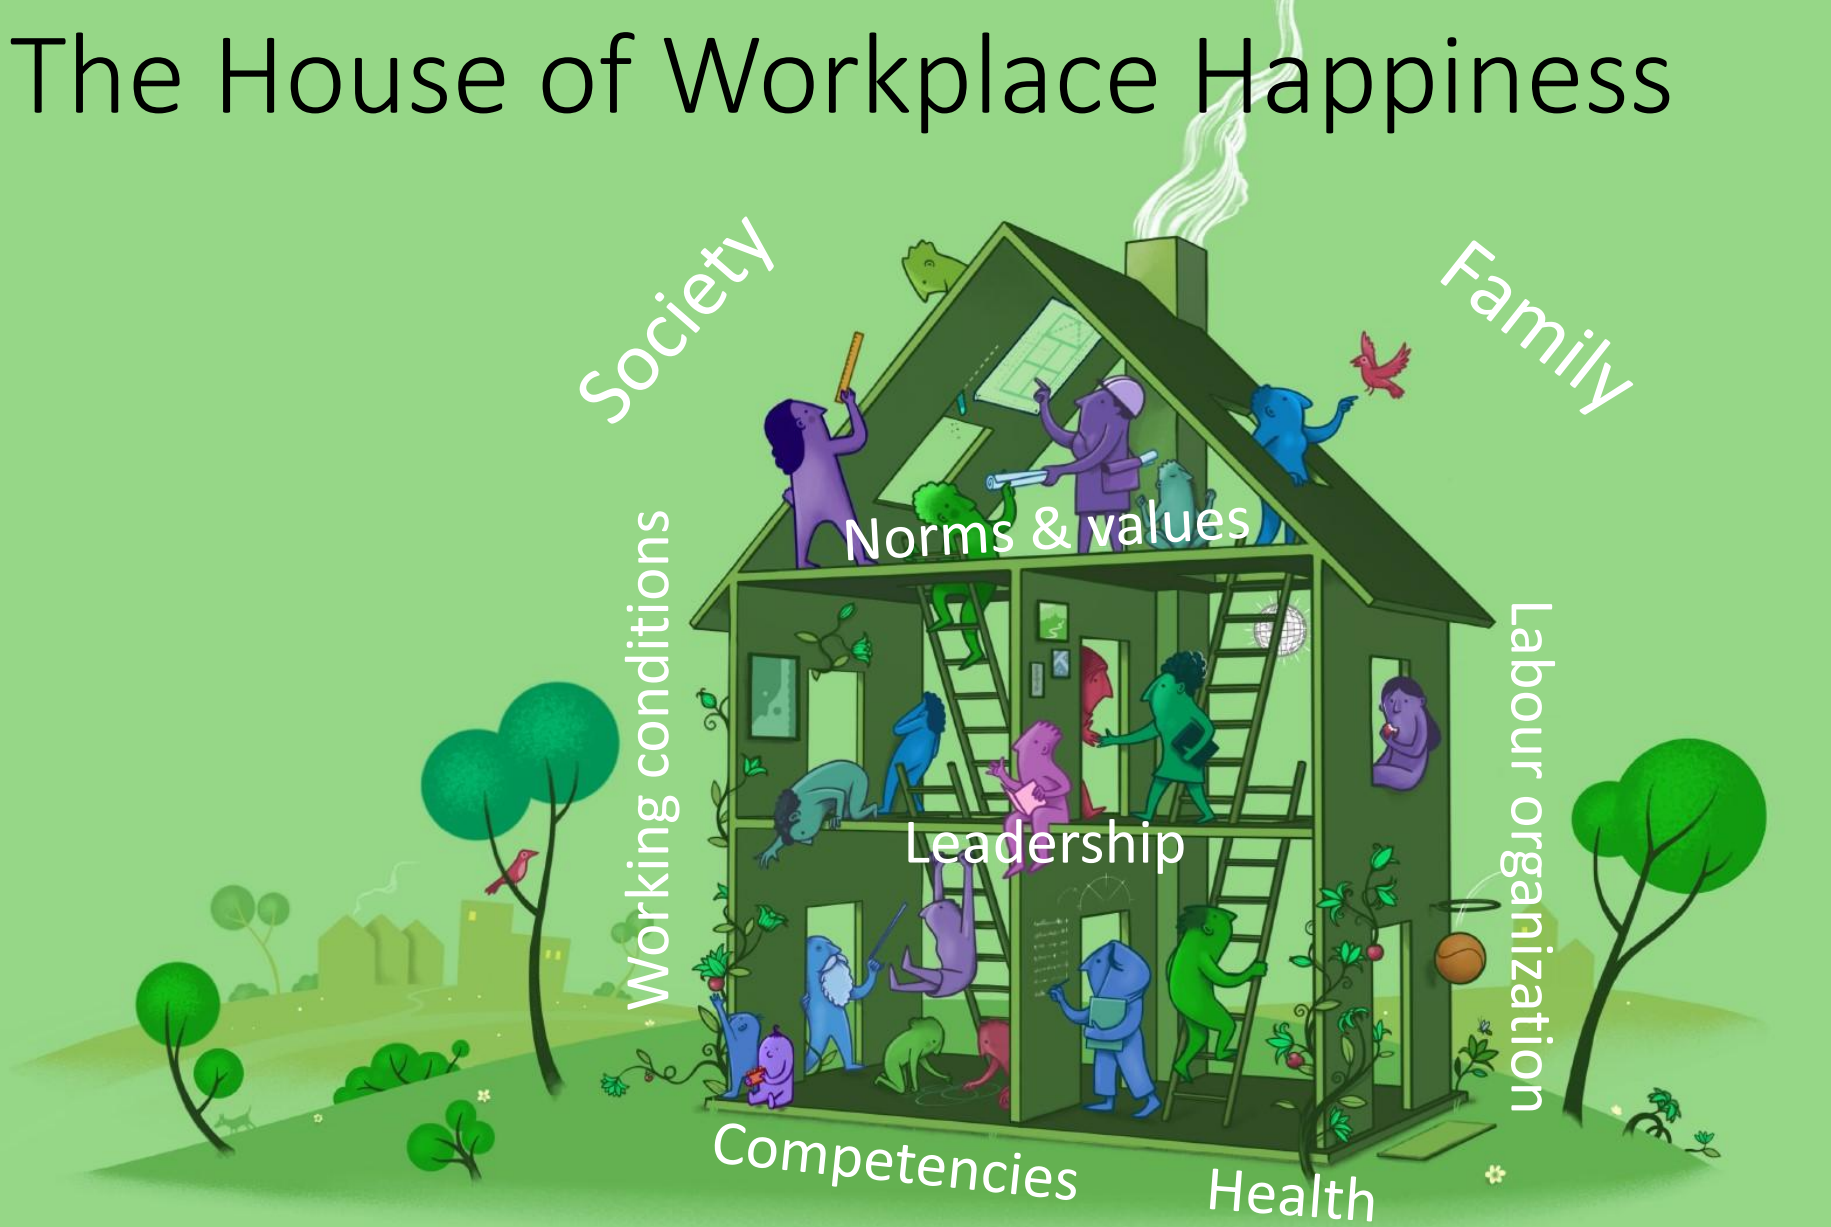 The House of Workplace Happiness
Society
Family
Norms & values
Working conditions
Labour organization
Leadership
Competencies
Health